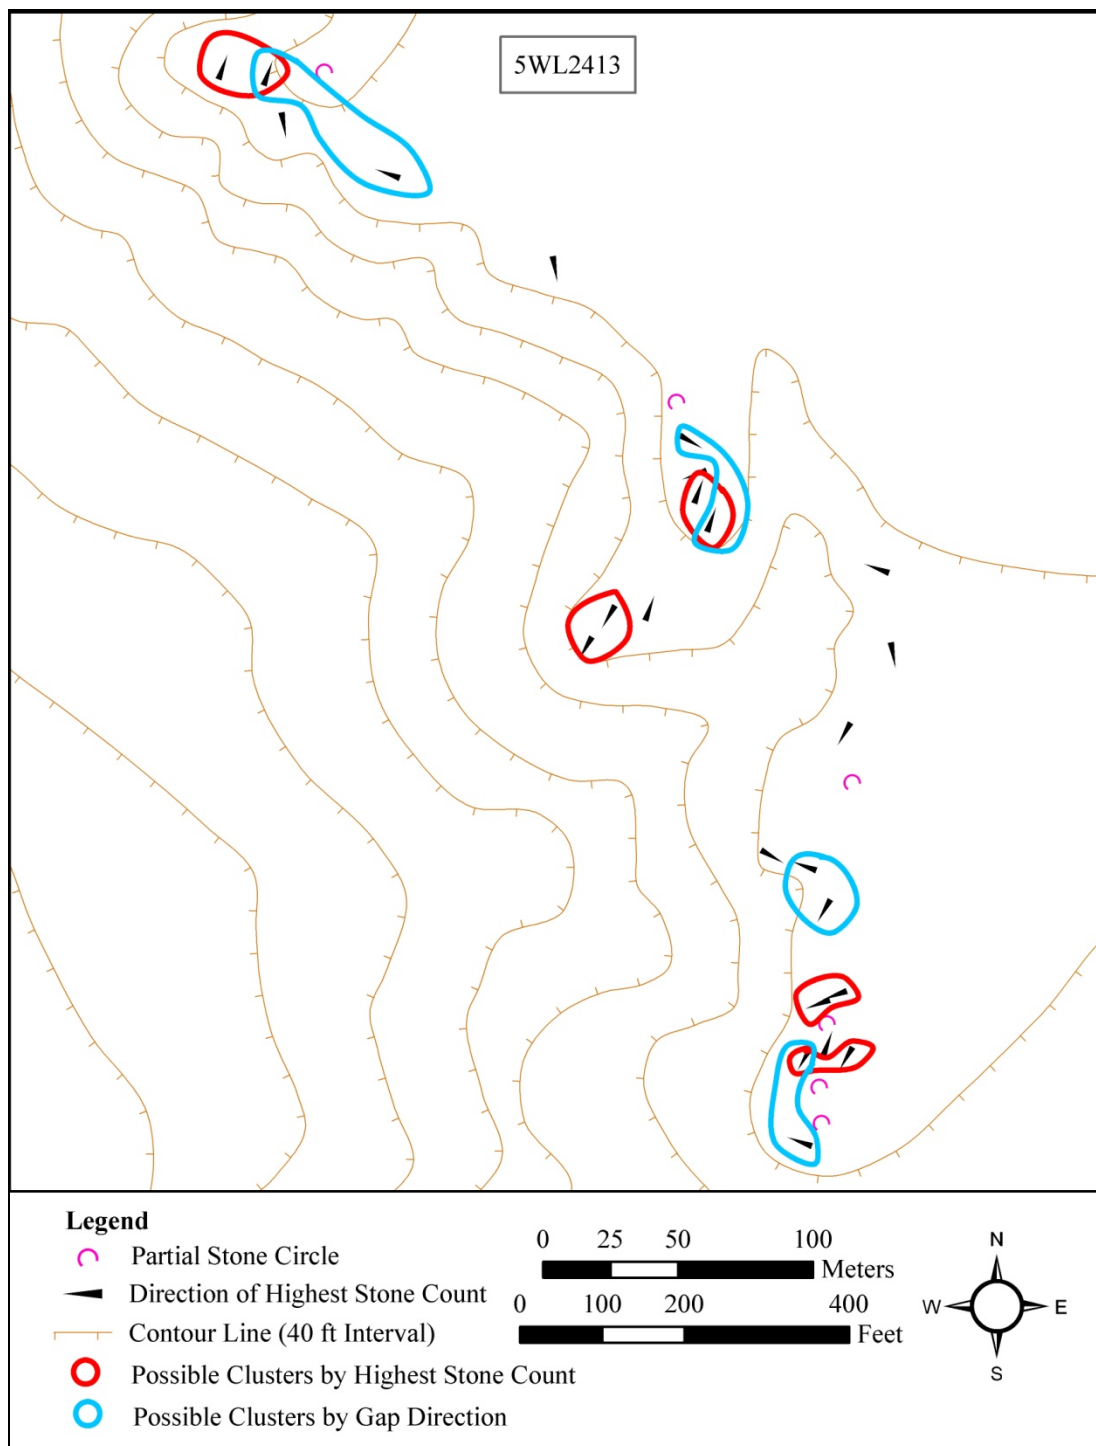 5WL2413
Legend
Partial Stone Circle
Direction of Highest Stone Count
Contour Line (40 ft Interval)
Possible Clusters by Highest Stone Count
Possible Clusters by Gap Direction
0 25 50 100
Meters
0 100 200 400
Feet
N
W E
S